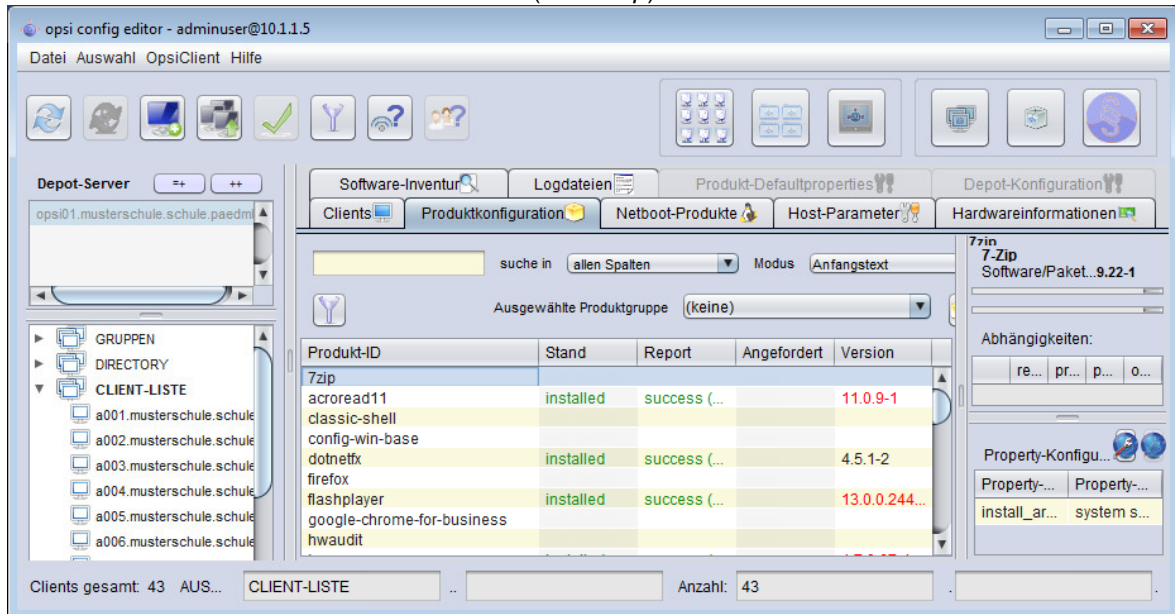 opsi config editor - adminuser@10.1.1.5
Datei Auswahl OpsiClient Hilfe
Depot-Server =+ ++
opsi01.musterschule.schule.paedml
GRUPPEN
DIRECTORY
CLIENT-LISTE
a001.musterschule.schule
a002.musterschule.schule
a003.musterschule.schule
a004.musterschule.schule
a005.musterschule.schule
a006.musterschule.schule
Software-Inventur Logdateien Produkt-Defaultproperties Depot-Konfiguration
Clients Produktkonfiguration Netboot-Produkte Host-Parameter Hardwareinformationen
suche in allen Spalten Modus Anfangstext
Ausgewählte Produktgruppe (keine)
Produkt-ID Stand Report Angefordert Version
7zip
acroread11 installed success (... 11.0.9-1
classic-shell
config-win-base
dotnetfx installed success (... 4.5.1-2
firefox
flashplayer installed success (... 13.0.0.244...
google-chrome-for-business
hwaudit
7zip
7-Zip
Software/Paket...9.22-1
Abhängigkeiten:
re... pr... p... o...
Property-Konfigu...
Property-... Property-...
install_ar... system s...
Clients gesamt: 43 AUS... CLIENT-LISTE .. Anzahl: 43 . .